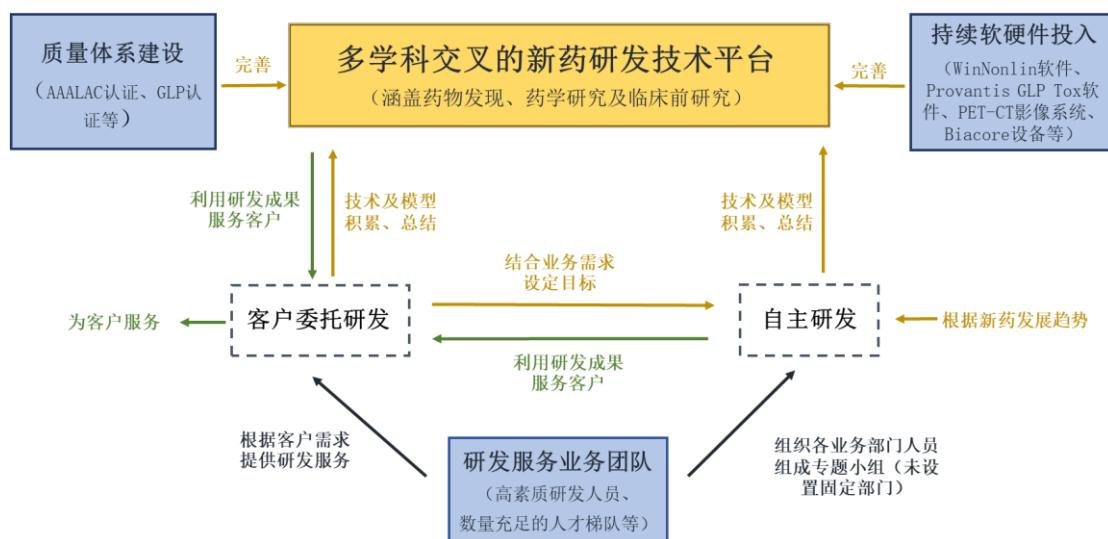 质量体系建设
（AAALAC认证、GLP认
证等）
完善
多学科交叉的新药研发技术平台
（涵盖药物发现、药学研究及临床前研究）
完善
持续软硬件投入
（WinNonlin软件、
Provantis GLP Tox软
件、PET-CT影像系统、
Biacore设备等）
利用研发成果
服务客户
技术及模型
积累、总结
技术及模型
积累、总结
结合业务需求
设定目标
为客户服务
客户委托研发
自主研发
根据新药发展趋势
利用研发成果
服务客户
根据客户需求
提供研发服务
研发服务业务团队
（高素质研发人员、
数量充足的人才梯队等）
组织各业务部门人员
组成专题小组（未设
置固定部门）